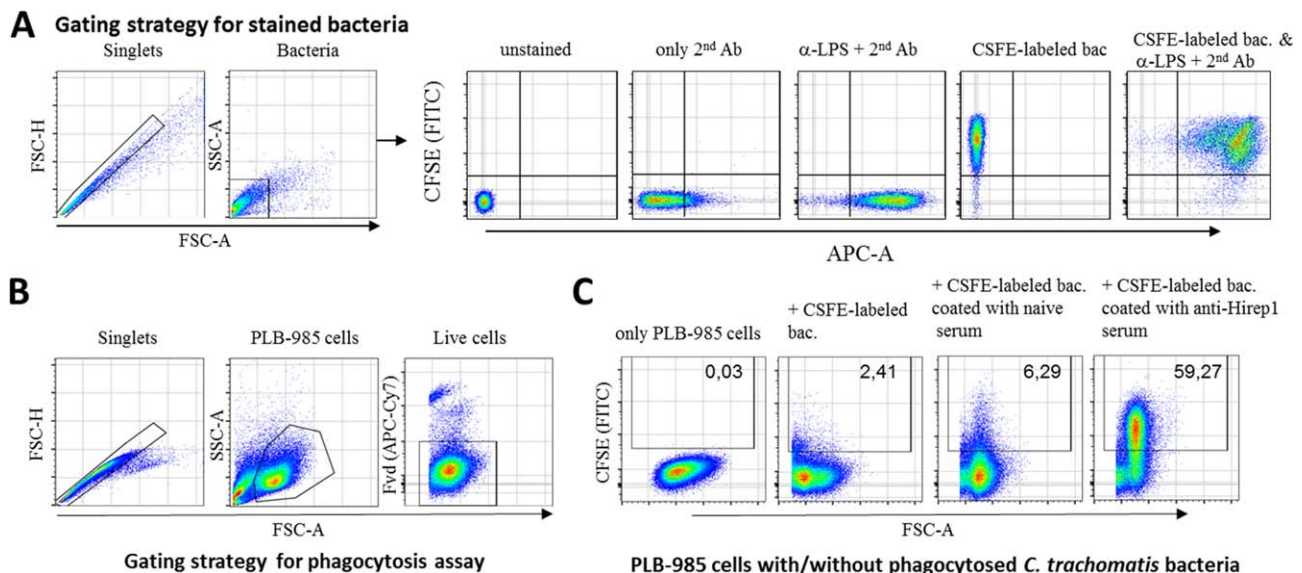 A Gating strategy for stained bacteria
Singlets
Bacteria
unstained
only 2nd Ab
α-LPS + 2nd Ab
CSFE-labeled bac
CSFE-labeled bac. &
α-LPS + 2nd Ab
FSC-H
SSC-A
CFSE (FITC)
FSC-A
APC-A
B
Singlets
PLB-985 cells
Live cells
FSC-H
SSC-A
Fvd (APC-Cy7)
FSC-A
Gating strategy for phagocytosis assay
C
only PLB-985 cells
+ CSFE-labeled
bac.
+ CSFE-labeled bac.
coated with naive
serum
+ CSFE-labeled bac.
coated with anti-Hirep1
serum
0,03
2,41
6,29
59,27
CFSE (FITC)
FSC-A
PLB-985 cells with/without phagocytosed C. trachomatis bacteria